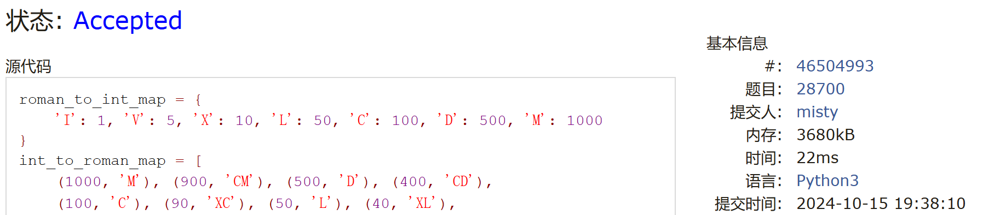 状态: Accepted
源代码
roman_to_int_map = {
    'I': 1, 'V': 5, 'X': 10, 'L': 50, 'C': 100, 'D': 500, 'M': 1000
}
int_to_roman_map = [
    (1000, 'M'), (900, 'CM'), (500, 'D'), (400, 'CD'),
    (100, 'C'), (90, 'XC'), (50, 'L'), (40, 'XL'),
基本信息
#: 46504993
题目: 28700
提交人: misty
内存: 3680kB
时间: 22ms
语言: Python3
提交时间: 2024-10-15 19:38:10